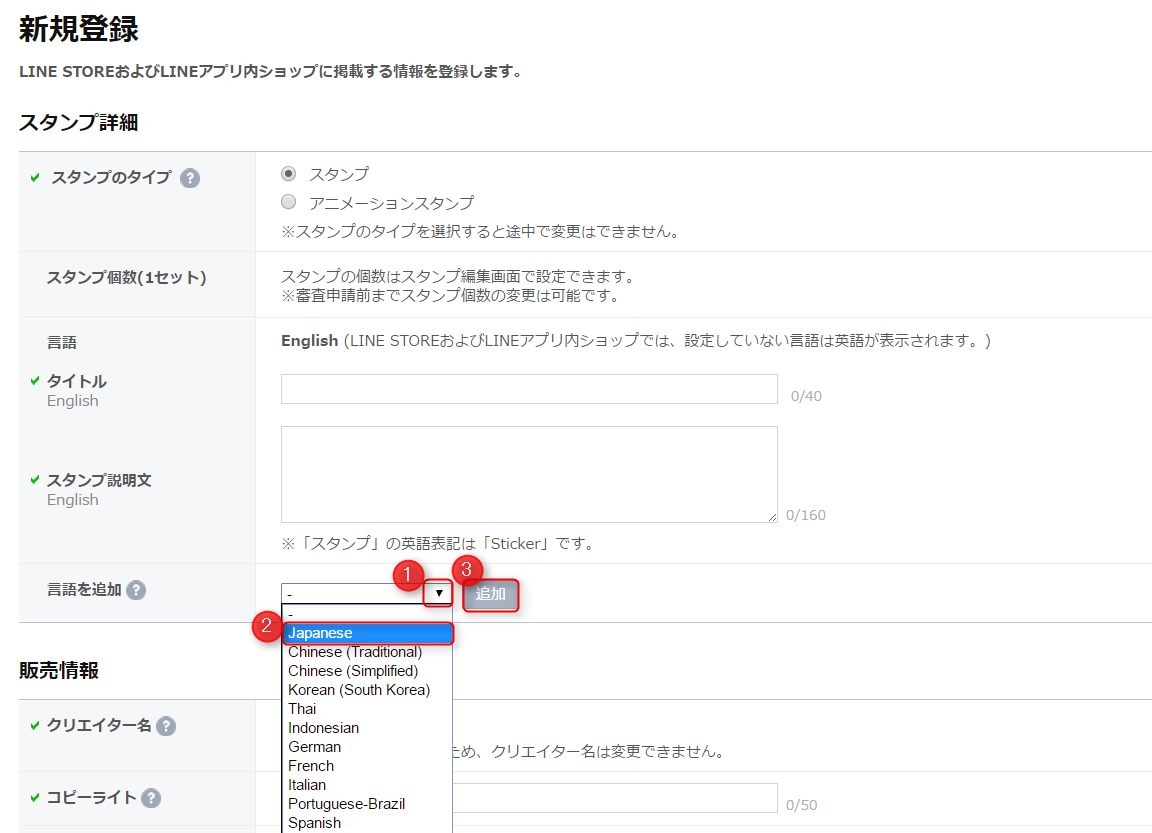 新規登録
LINE STOREおよびLINEアプリ内ショップに掲載する情報を登録します。
スタンプ詳細
スタンプのタイプ ?
スタンプ
アニメーションスタンプ
※スタンプのタイプを選択すると途中で変更はできません。
スタンプ個数(1セット)
スタンプの個数はスタンプ編集画面で設定できます。
※審査申請前までスタンプ個数の変更は可能です。
言語
English (LINE STOREおよびLINEアプリ内ショップでは、設定していない言語は英語が表示されます。)
タイトル
English
0/40
スタンプ説明文
English
0/160
※「スタンプ」の英語表記は「Sticker」です。
言語を追加 ?
- ▼
1
3
追加
-
2
Japanese
Chinese (Traditional)
Chinese (Simplified)
Korean (South Korea)
Thai
Indonesian
German
French
Italian
Portuguese-Brazil
Spanish
販売情報
クリエイター名 ?
ため、クリエイター名は変更できません。
コピーライト ?
0/50